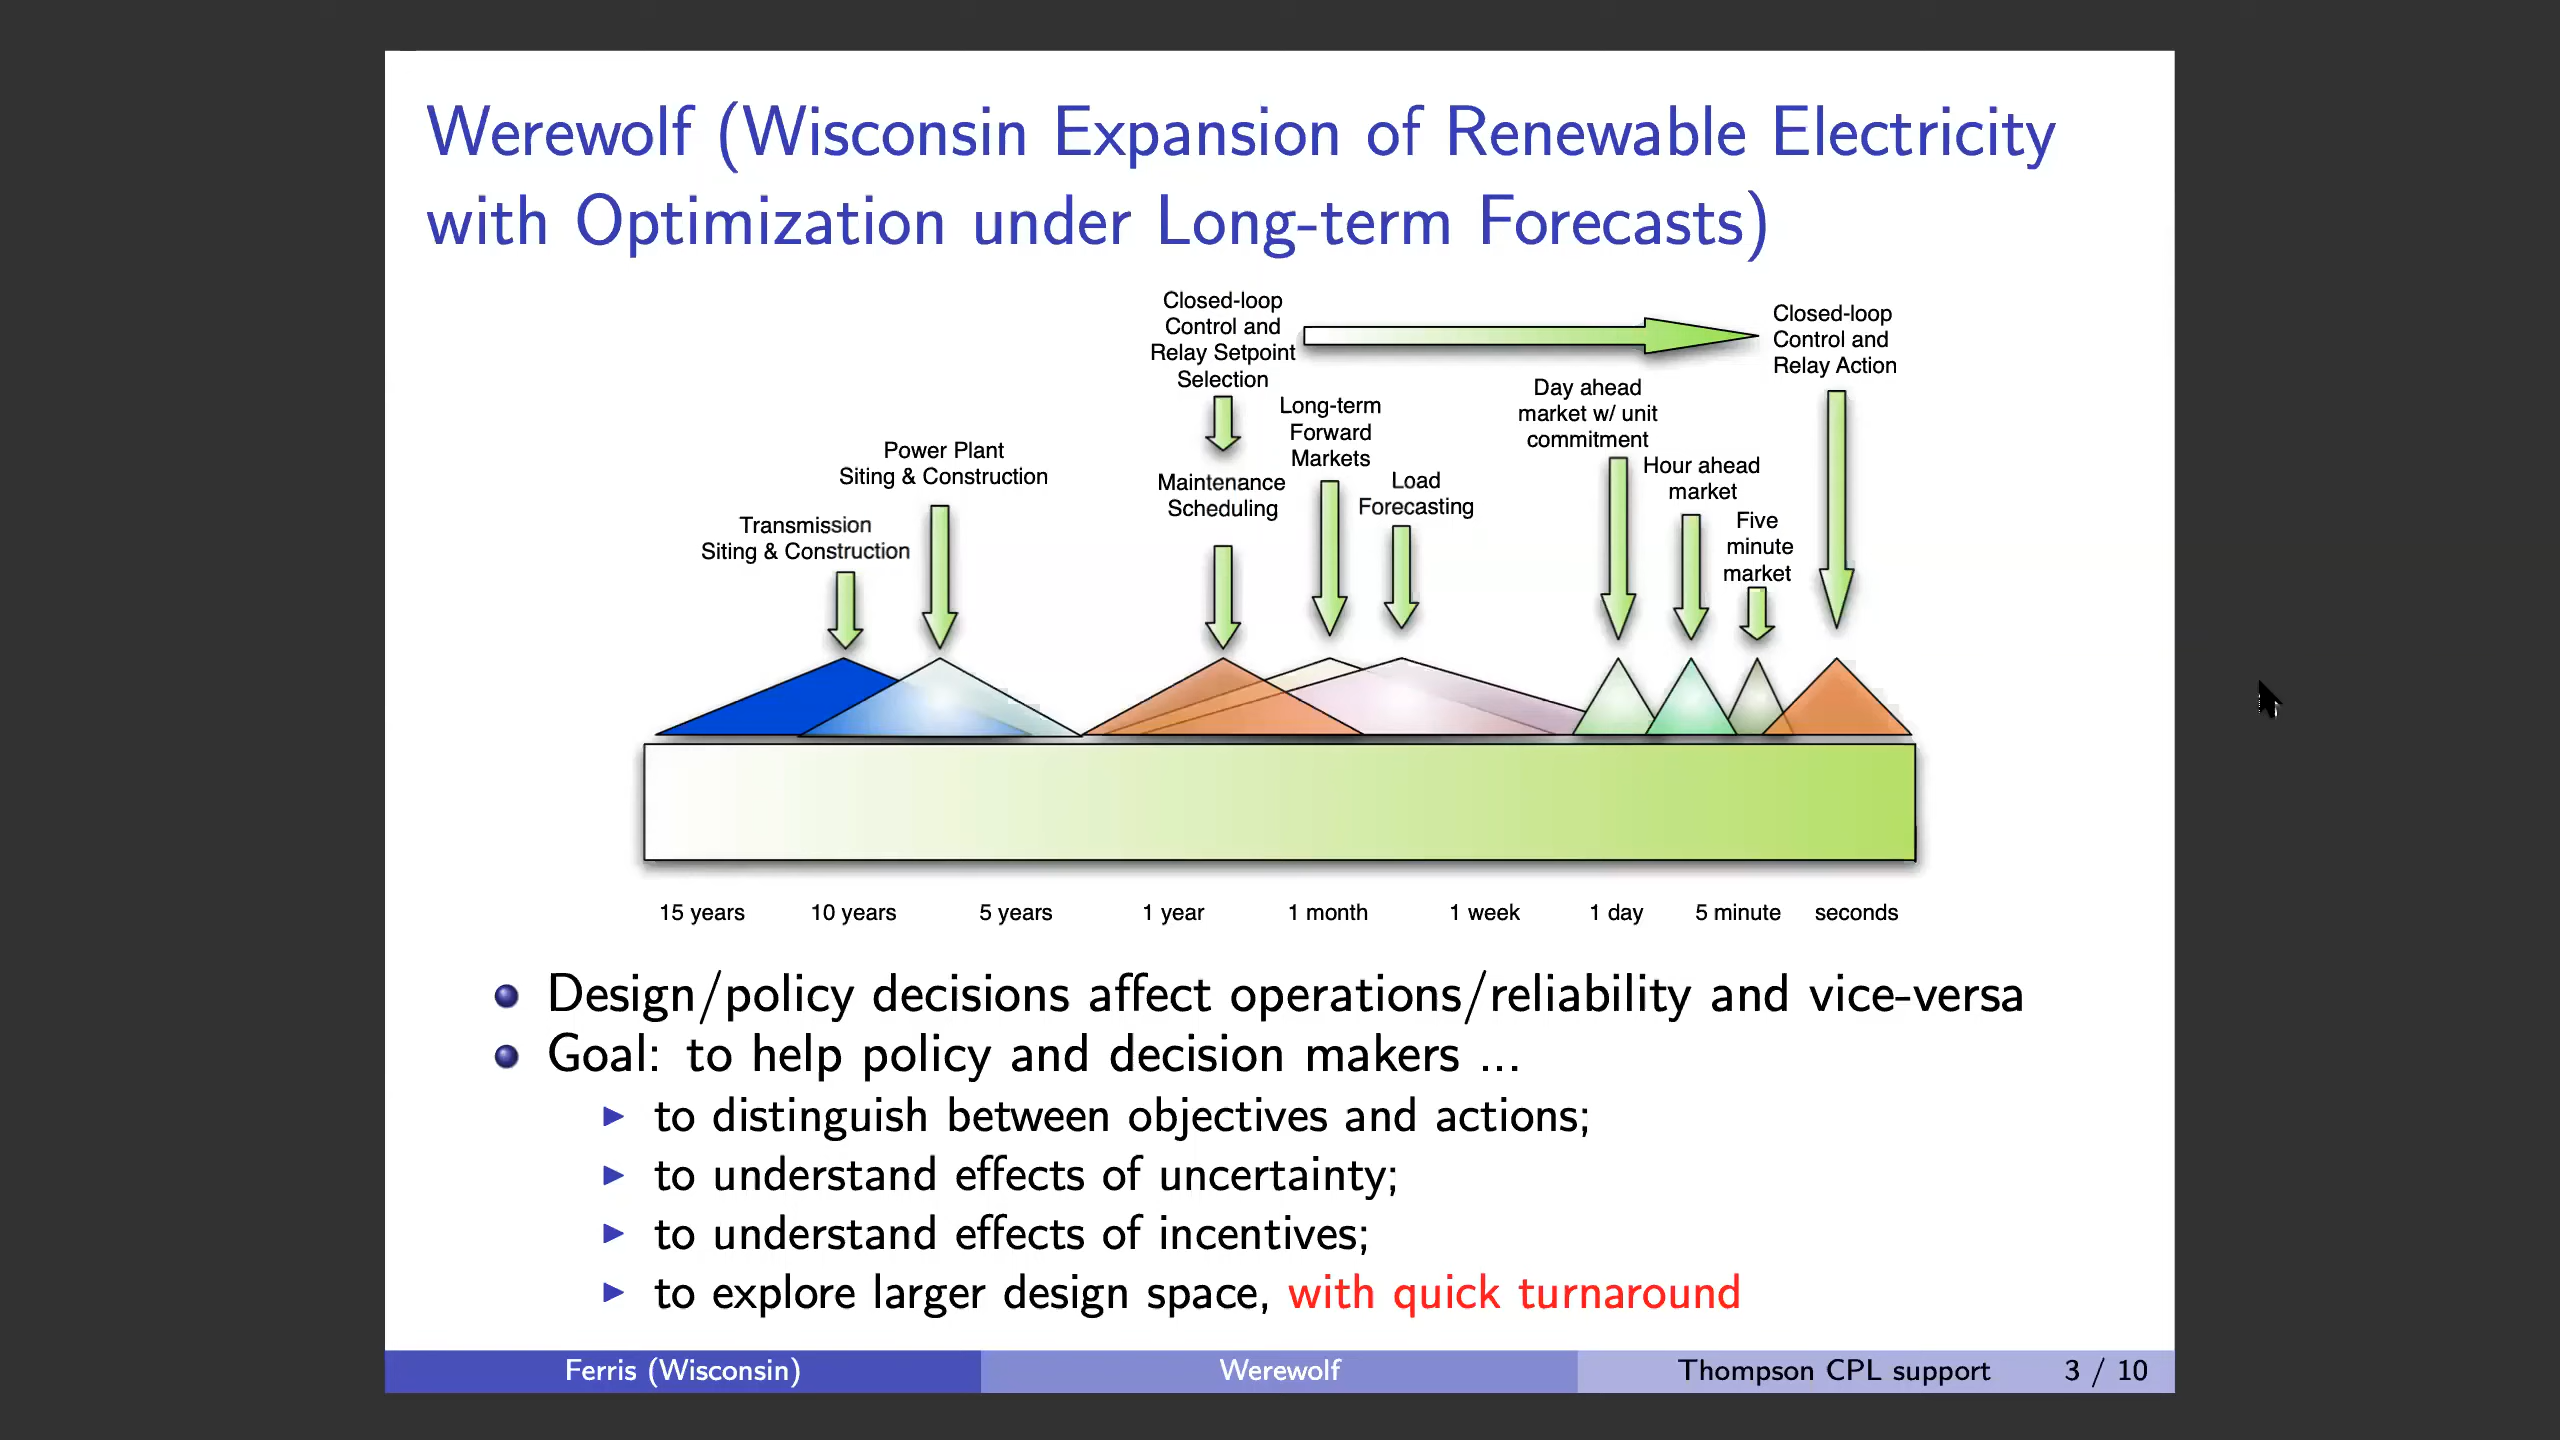 Werewolf (Wisconsin Expansion of Renewable Electricity
with Optimization under Long-term Forecasts)
Closed-loop
Control and
Relay Setpoint
Selection
Closed-loop
Control and
Relay Action
Day ahead
market w/ unit
commitment
Long-term
Forward
Markets
Power Plant
Siting & Construction
Hour ahead
market
Maintenance
Scheduling
Load
Forecasting
Transmission
Siting & Construction
Five
minute
market
15 years 10 years 5 years 1 year 1 month 1 week 1 day 5 minute seconds
Design/policy decisions affect operations/reliability and vice-versa
Goal: to help policy and decision makers ...
to distinguish between objectives and actions;
to understand effects of uncertainty;
to understand effects of incentives;
to explore larger design space, with quick turnaround
Ferris (Wisconsin) Werewolf Thompson CPL support 3 / 10